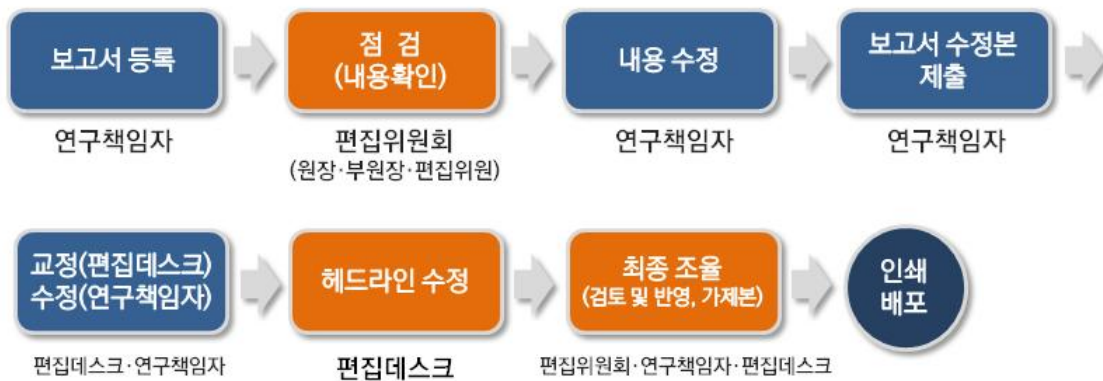 보고서 등록
점 검
(내용확인)
내용 수정
보고서 수정본
제출
연구책임자
편집위원회
(원장·부원장·편집위원)
연구책임자
연구책임자
교정(편집데스크)
수정(연구책임자)
헤드라인 수정
최종 조율
(검토 및 반영, 가제본)
인쇄
배포
편집데스크·연구책임자
편집데스크
편집위원회·연구책임자·편집데스크